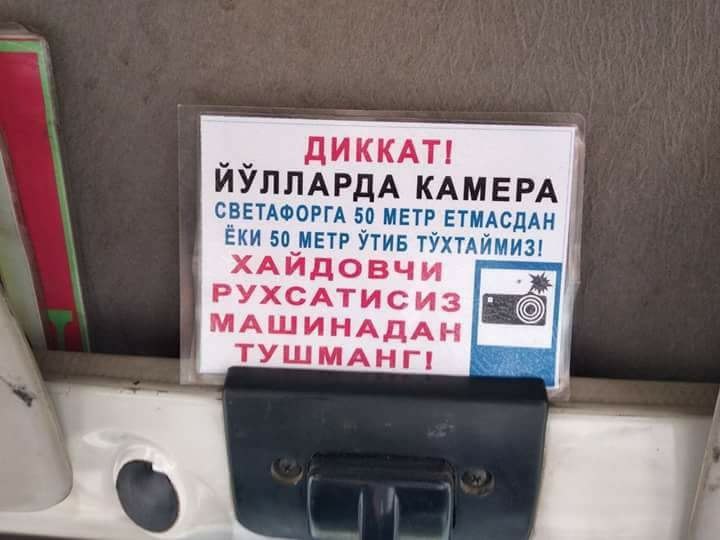 ДИККАТ!
ЙЎЛЛАРДА КАМЕРА
СВЕТАФОРГА 50 МЕТР ЕТМАСДАН
ЁКИ 50 МЕТР ЎТИБ ТЎХТАЙМИЗ!
ХАЙДОВЧИ
РУХСАТИСИЗ
МАШИНАДАН
ТУШМАНГ!